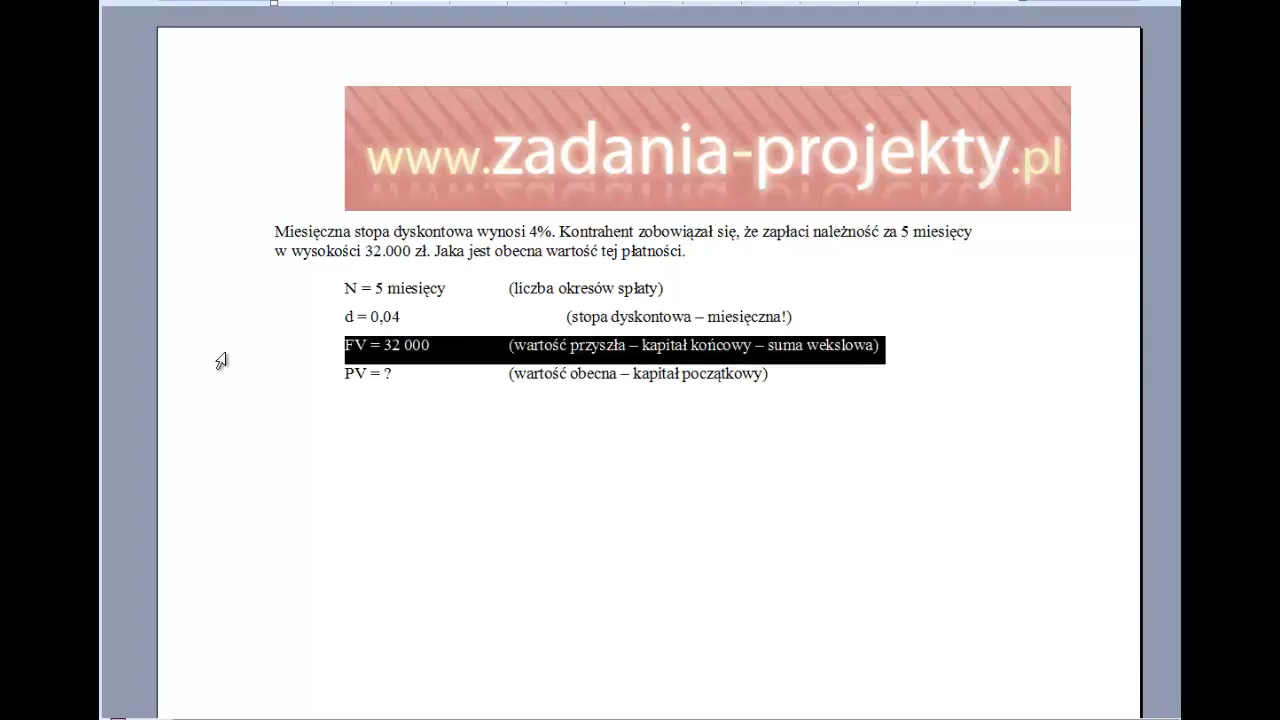 www.zadania-projekty.pl
Miesięczna stopa dyskontowa wynosi 4%. Kontrahent zobowiązał się, że zapłaci należność za 5 miesięcy
w wysokości 32.000 zł. Jaka jest obecna wartość tej płatności.
N = 5 miesięcy (liczba okresów spłaty)
d = 0,04 (stopa dyskontowa – miesięczna!)
FV = 32 000 (wartość przyszła – kapitał końcowy – suma wekslowa)
PV = ? (wartość obecna – kapitał początkowy)